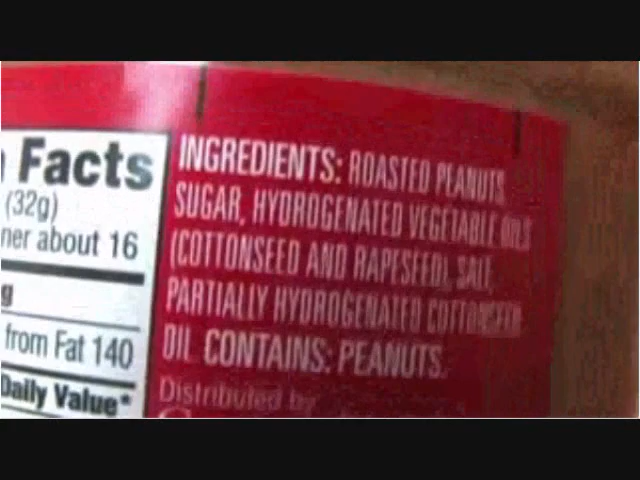 Facts
(32g)
ner about 16
g
from Fat 140
Daily Value*
INGREDIENTS: ROASTED PEANUTS,
SUGAR, HYDROGENATED VEGETABLE OILS
(COTTONSEED AND RAPESEED), SALT,
PARTIALLY HYDROGENATED COTTONSEED
OIL. CONTAINS: PEANUTS.
Distributed by